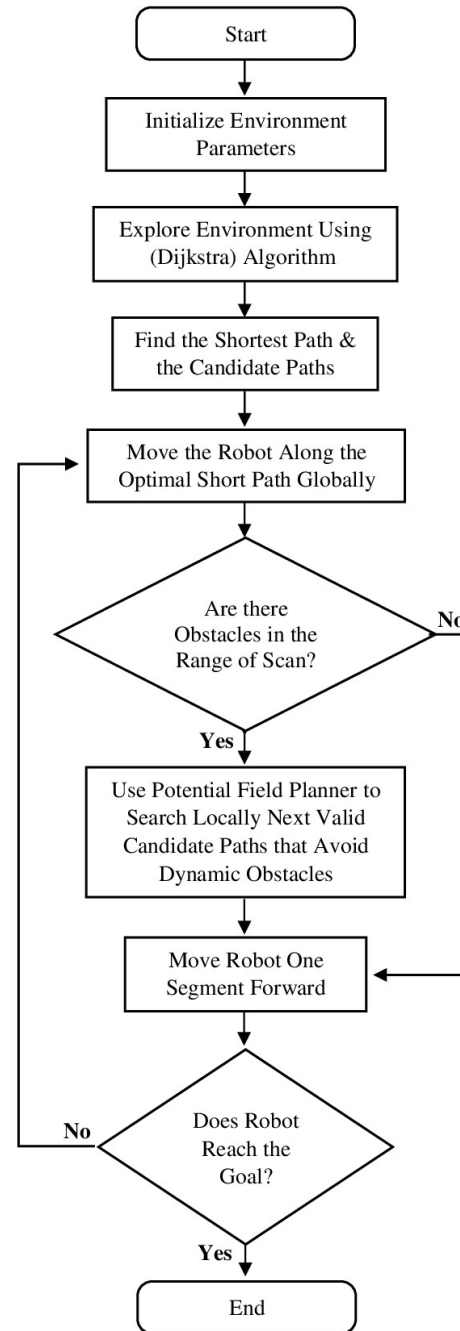 Start
Initialize Environment
Parameters
Explore Environment Using
(Dijkstra) Algorithm
Find the Shortest Path &
the Candidate Paths
Move the Robot Along the
Optimal Short Path Globally
Are there
Obstacles in the
Range of Scan?
No
Yes
Use Potential Field Planner to
Search Locally Next Valid
Candidate Paths that Avoid
Dynamic Obstacles
Move Robot One
Segment Forward
Does Robot
Reach the
Goal?
No
Yes
End